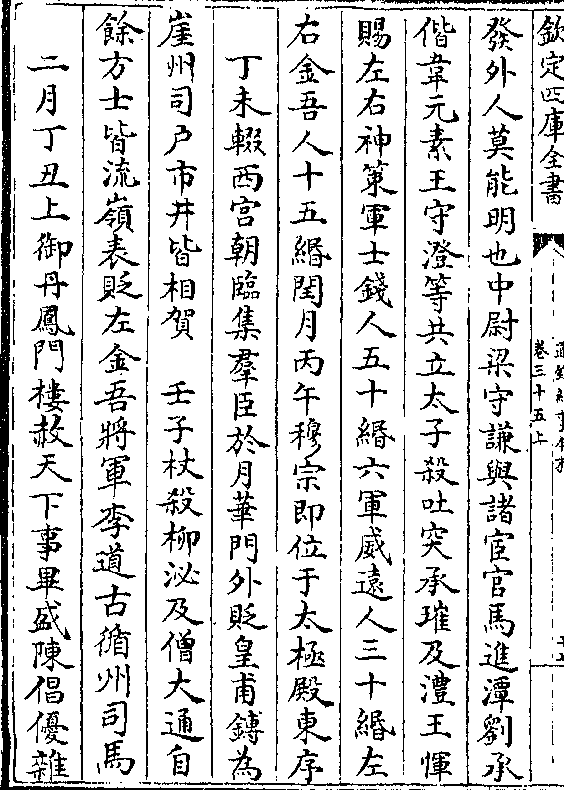 欽定四庫全書
卷三十五上
發外人莫能明也中尉梁守謙與諸宦官馬進潭劉承
偕韋元素王守澄等共立太子殺吐突承璀及澧王惲
賜左右神策軍士錢人五十緡六軍威遠人三十緡左
右金吾人十五緡閏月丙午穆宗即位于太極殿東序
丁未輟西宮朝臨集羣臣於月華門外貶皇甫鏄為
崖州司戶市井皆相賀 壬子杖殺柳泌及僧大通自
餘方士皆流嶺表貶左金吾將軍李道古循州司馬
二月丁丑上御丹鳳門樓赦天下事畢盛陳倡優雜